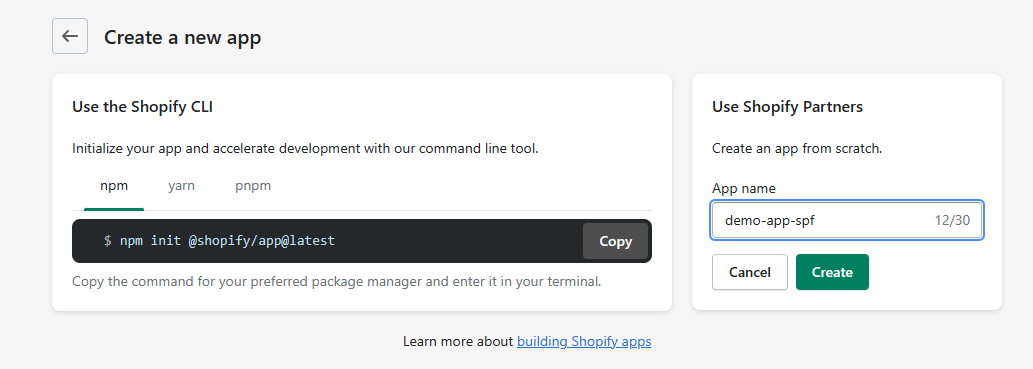 Create a new app
Use the Shopify CLI
Initialize your app and accelerate development with our command line tool.
npm yarn pnpm
$ npm init @shopify/app@latest Copy
Copy the command for your preferred package manager and enter it in your terminal.
Use Shopify Partners
Create an app from scratch.
App name
demo-app-spf 12/30
Cancel Create
Learn more about building Shopify apps